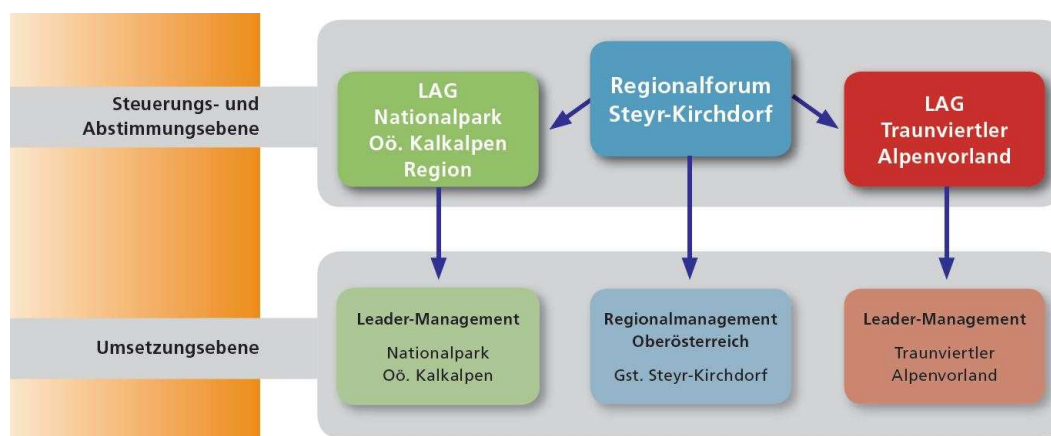 Steuerungs- und
Abstimmungsebene
LAG
Nationalpark
Oö. Kalkalpen
Region
Regionalforum
Steyr-Kirchdorf
LAG
Traunviertler
Alpenvorland
Umsetzungsebene
Leader-Management
Nationalpark
Oö. Kalkalpen
Regionalmanagement
Oberösterreich
Gst. Steyr-Kirchdorf
Leader-Management
Traunviertler
Alpenvorland